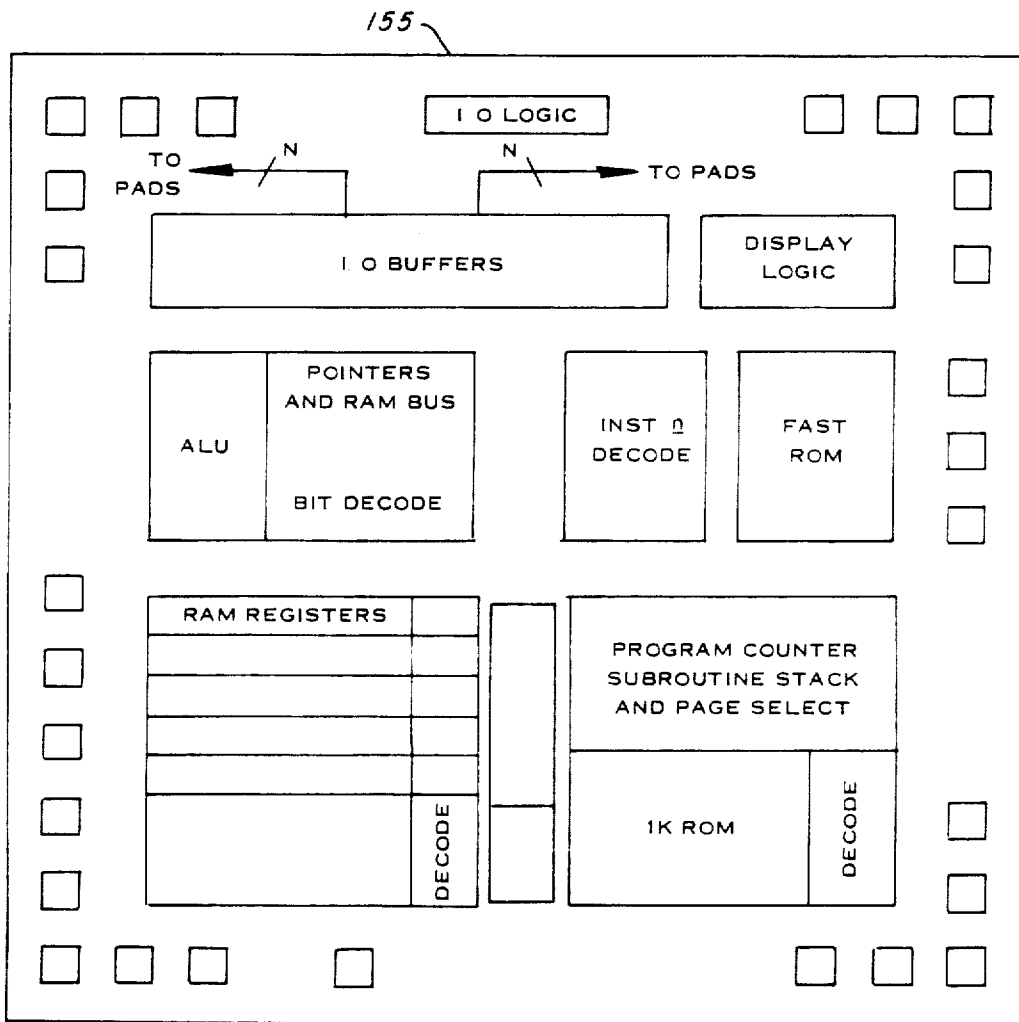 155
I O LOGIC
N
N
TO
PADS
TO PADS
I. O BUFFERS
DISPLAY
LOGIC
ALU
POINTERS
AND RAM BUS
BIT DECODE
INST n
DECODE
FAST
ROM
RAM REGISTERS
DECODE
PROGRAM COUNTER
SUBROUTINE STACK
AND PAGE SELECT
1K ROM
DECODE